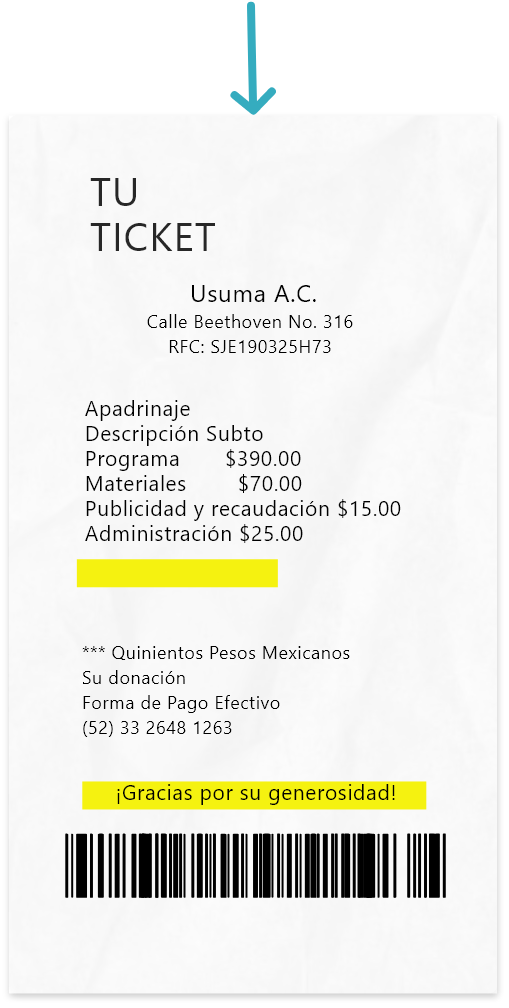 TU
TICKET
Usuma A.C.
Calle Beethoven No. 316
RFC: SJE190325H73
Apadrinaje
Descripción Subto
Programa $390.00
Materiales $70.00
Publicidad y recaudación $15.00
Administración $25.00
*** Quinientos Pesos Mexicanos
Su donación
Forma de Pago Efectivo
(52) 33 2648 1263
¡Gracias por su generosidad!